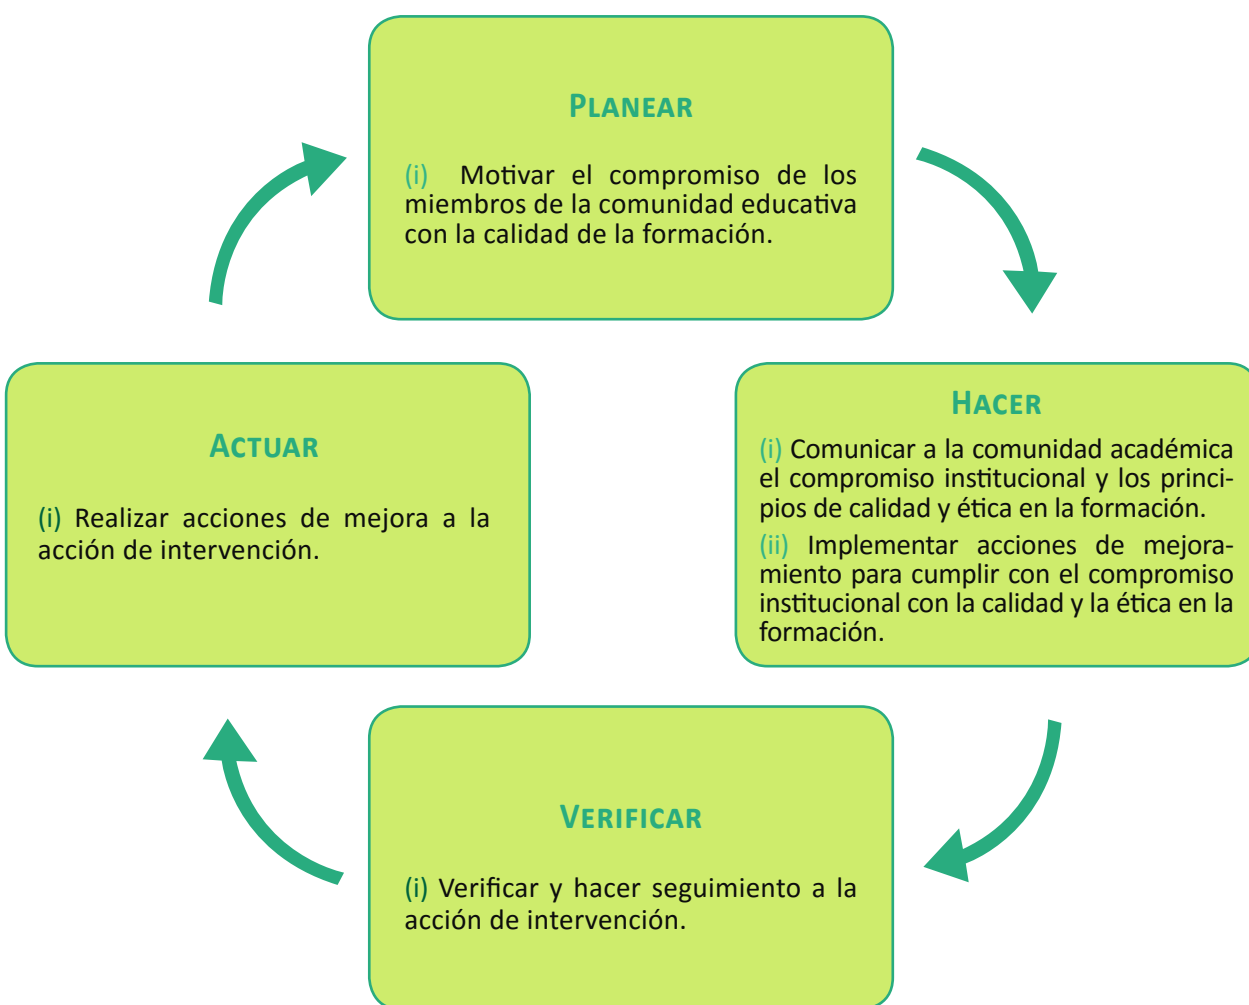 PLANEAR
(i) Motivar el compromiso de los
miembros de la comunidad educativa
con la calidad de la formación.
HACER
(i) Comunicar a la comunidad académica
el compromiso institucional y los princi-
pios de calidad y ética en la formación.
(ii) Implementar acciones de mejora-
miento para cumplir con el compromiso
institucional con la calidad y la ética en la
formación.
VERIFICAR
(i) Verificar y hacer seguimiento a la
acción de intervención.
ACTUAR
(i) Realizar acciones de mejora a la
acción de intervención.